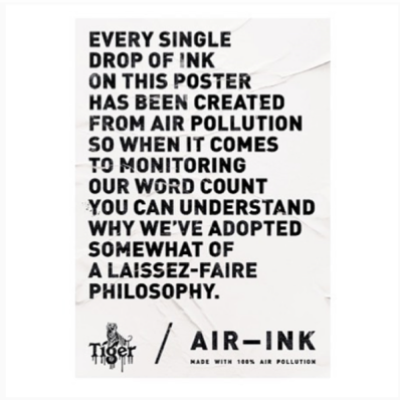 EVERY SINGLE
DROP OF INK
ON THIS POSTER
HAS BEEN CREATED
FROM AIR POLLUTION
SO WHEN IT COMES
TO MONITORING
OUR WORD COUNT
YOU CAN UNDERSTAND
WHY WE'VE ADOPTED
SOMEWHAT OF
A LAISSEZ-FAIRE
PHILOSOPHY.
Tiger / AIR–INK
MADE WITH 100% AIR POLLUTION